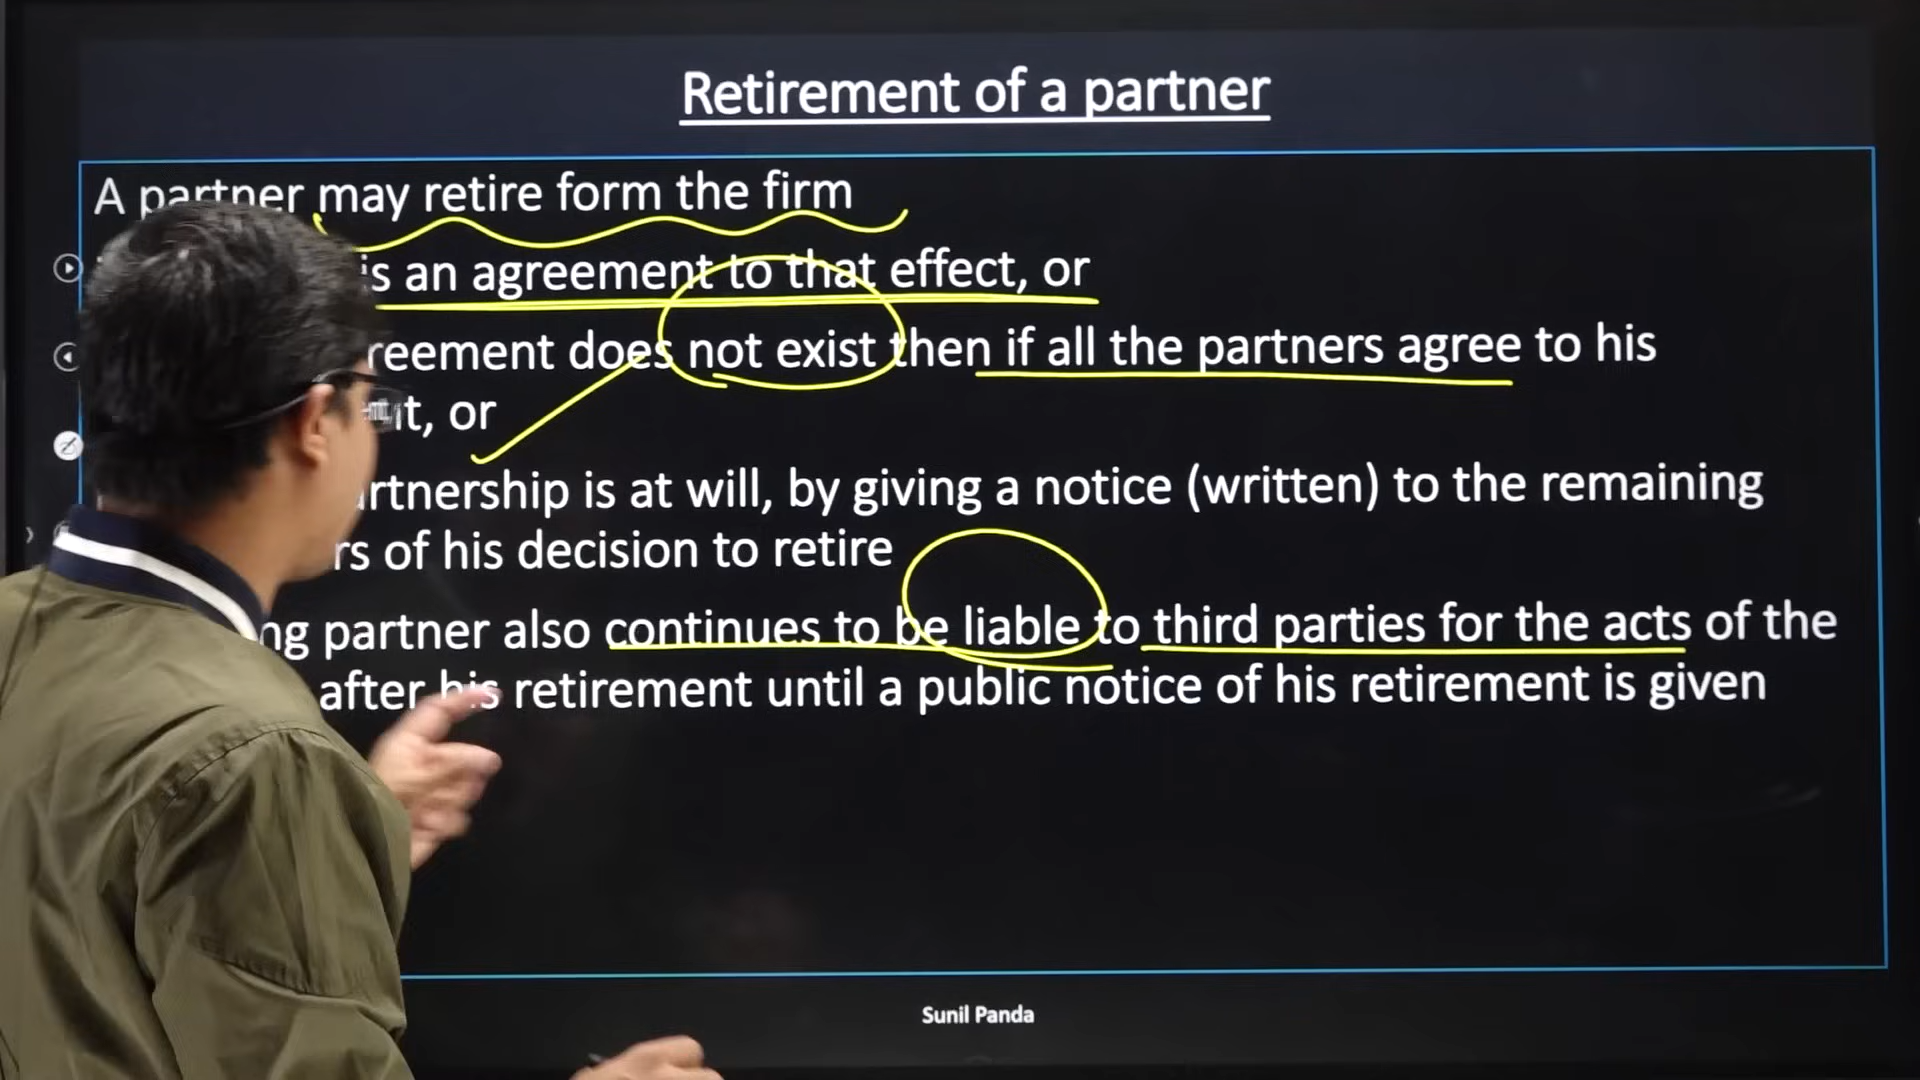 Retirement of a partner
A partner may retire form the firm
is an agreement to that effect, or
reement does not exist then if all the partners agree to his
it, or
rtnership is at will, by giving a notice (written) to the remaining
rs of his decision to retire
ng partner also continues to be liable to third parties for the acts of the
after his retirement until a public notice of his retirement is given
Sunil Panda